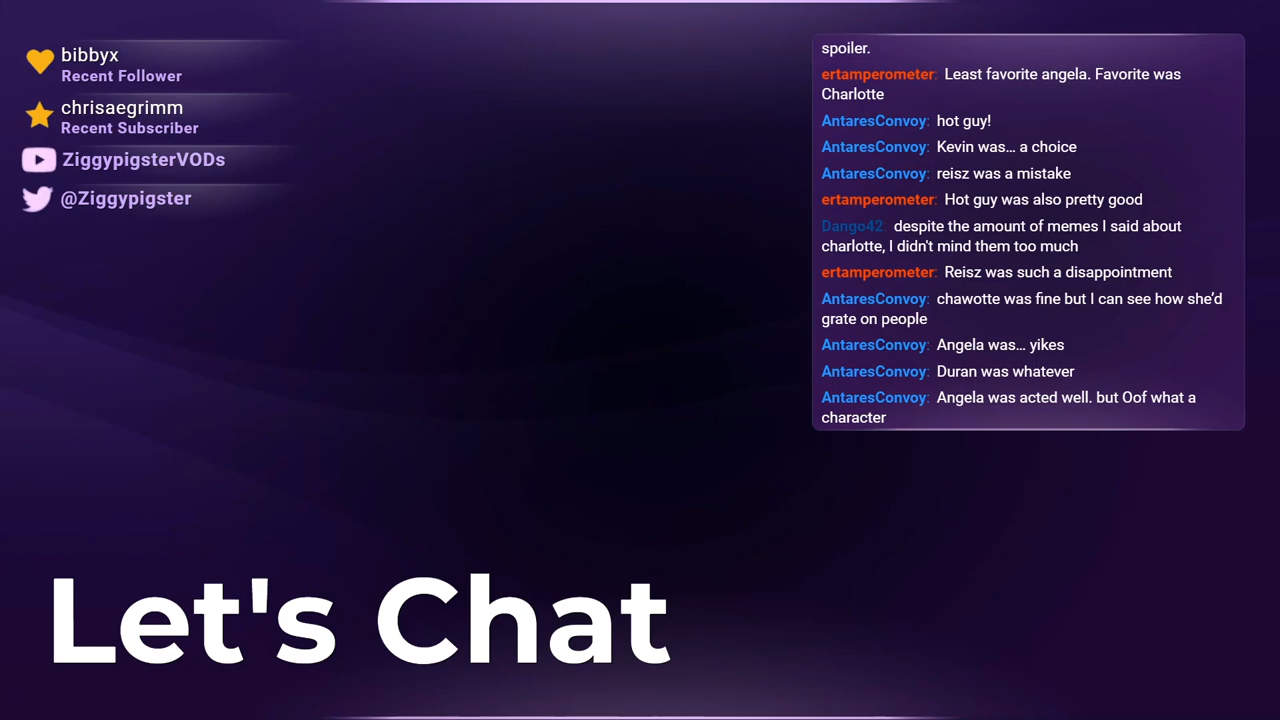 bibbyx
Recent Follower
chrisaegrimm
Recent Subscriber
ZiggypigsterVODs
@Ziggypigster
spoiler.
ertamperometer: Least favorite angela. Favorite was
Charlotte
AntaresConvoy: hot guy!
AntaresConvoy: Kevin was… a choice
AntaresConvoy: reisz was a mistake
ertamperometer: Hot guy was also pretty good
Dango42: despite the amount of memes I said about
charlotte, I didn't mind them too much
ertamperometer: Reisz was such a disappointment
AntaresConvoy: chawotte was fine but I can see how she’d
grate on people
AntaresConvoy: Angela was… yikes
AntaresConvoy: Duran was whatever
AntaresConvoy: Angela was acted well. but Oof what a
character
Let's Chat